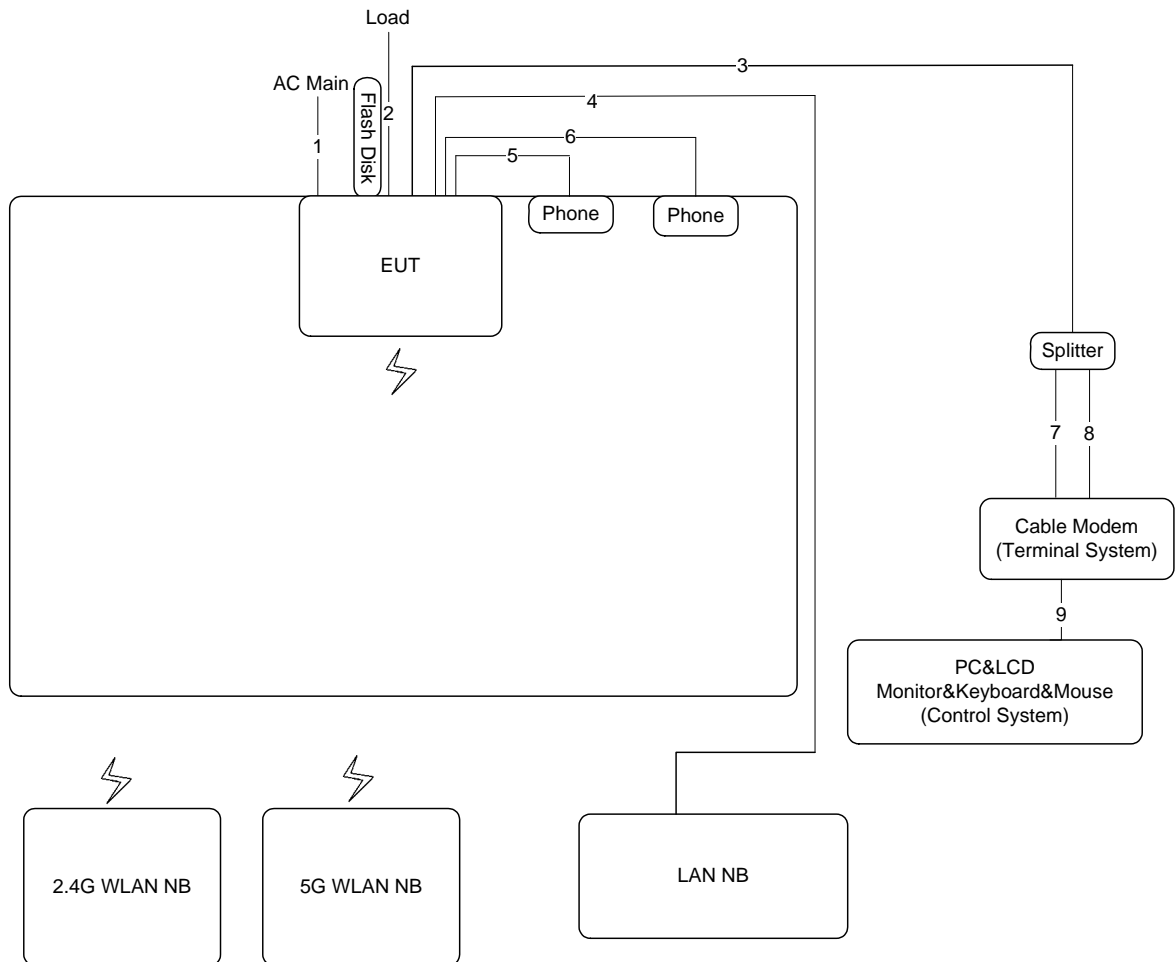 Load
3
AC Main
Flash Disk
2
4
1
6
5
Phone
Phone
EUT
Splitter
7
8
Cable Modem
(Terminal System)
9
PC&LCD
Monitor&Keyboard&Mouse
(Control System)
2.4G WLAN NB
5G WLAN NB
LAN NB